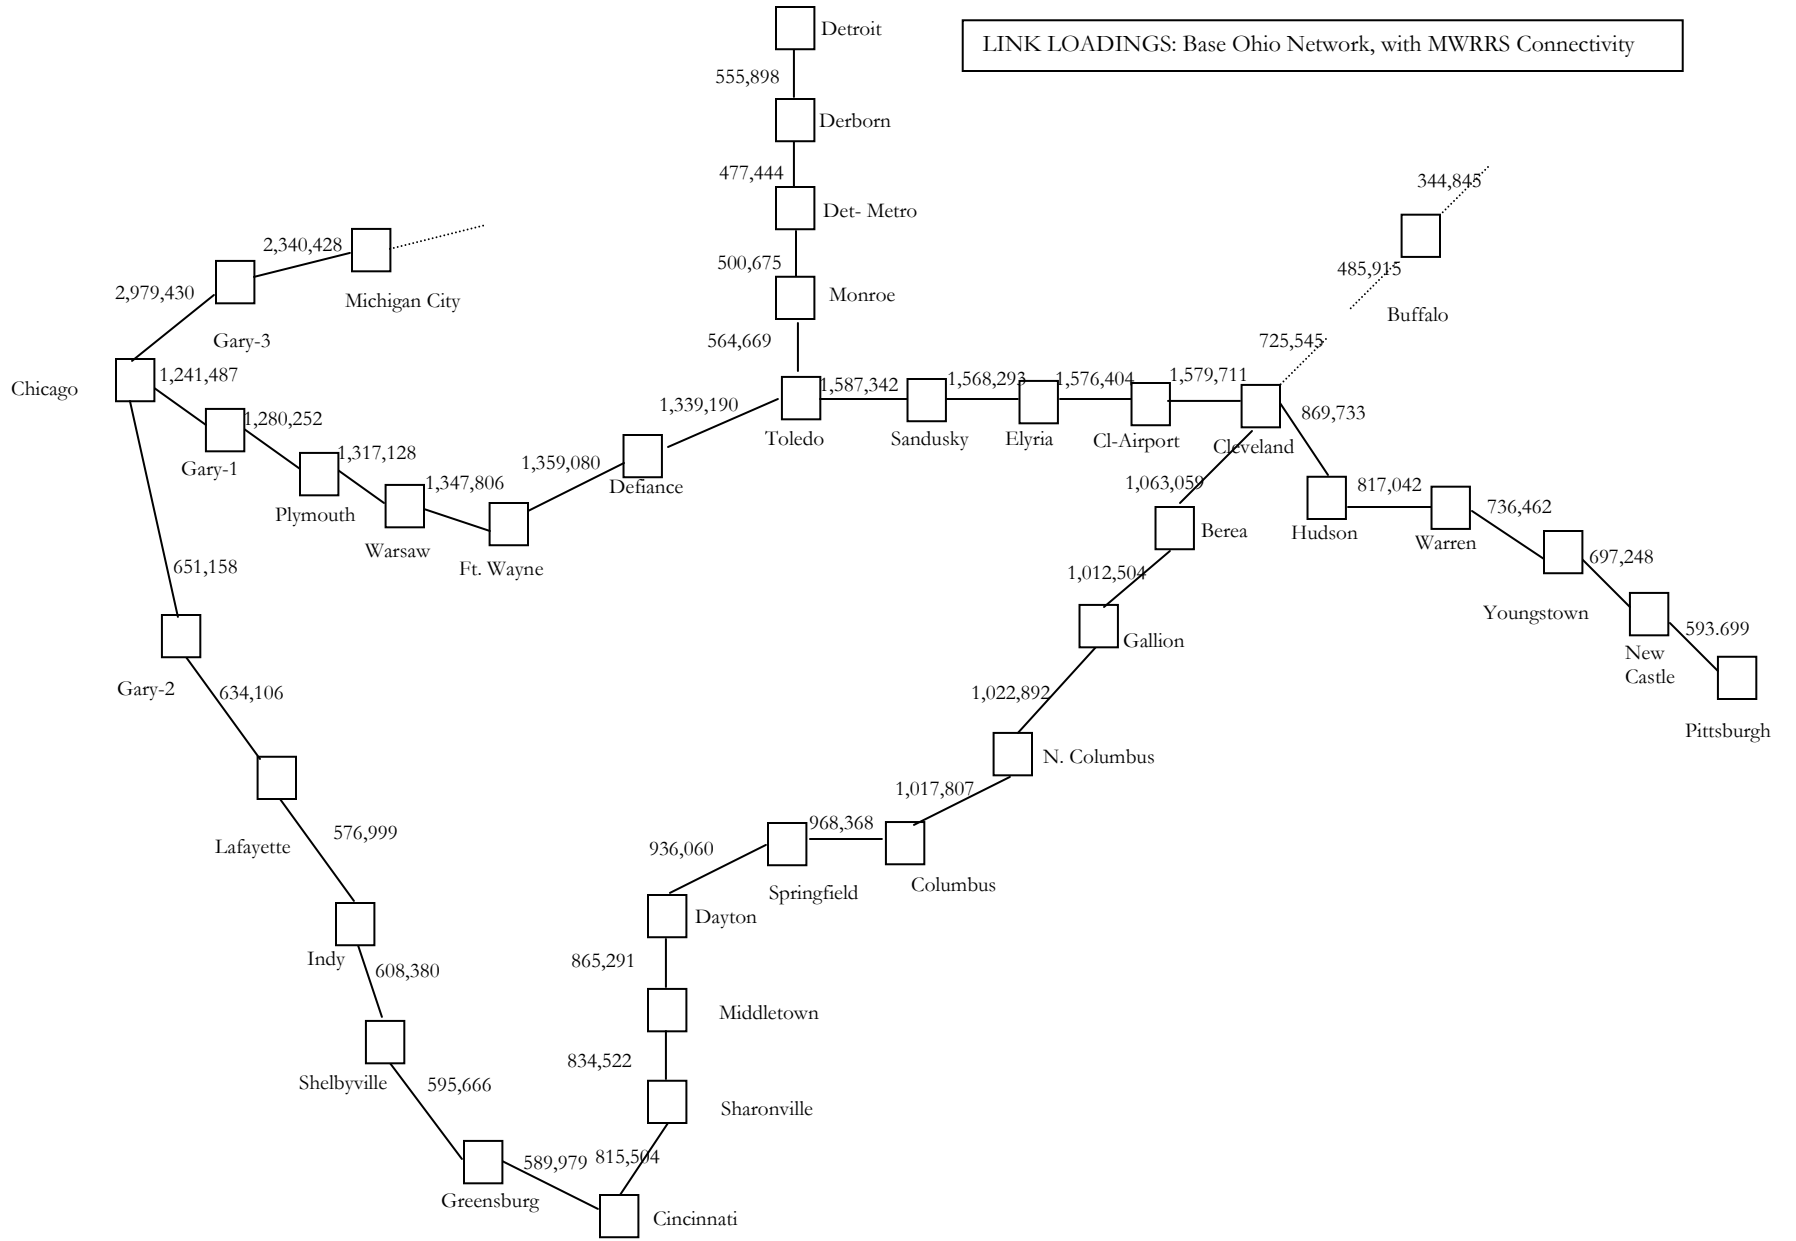 Detroit
LINK LOADINGS: Base Ohio Network, with MWRRS Connectivity
555,898
Derborn
477,444
344,845
Det- Metro
2,340,428
500,675
485,915
2,979,430
Monroe
Michigan City
Buffalo
Gary-3
564,669
725,545
Chicago
1,241,487
1,587,342
1,568,293
1,576,404
1,579,711
1,339,190
869,733
1,280,252
Toledo
Sandusky
Elyria
Cl-Airport
Cleveland
1,317,128
Gary-1
1,359,080
1,347,806
Defiance
1,063,059
817,042
736,462
Plymouth
Berea
Hudson
Warren
Warsaw
697,248
Ft. Wayne
651,158
1,012,504
Youngstown
593.699
Gallion
New
Castle
Gary-2
634,106
1,022,892
Pittsburgh
N. Columbus
1,017,807
968,368
576,999
Lafayette
936,060
Springfield
Columbus
Dayton
Indy
608,380
865,291
Middletown
834,522
Shelbyville
595,666
Sharonville
589,979
815,504
Greensburg
Cincinnati